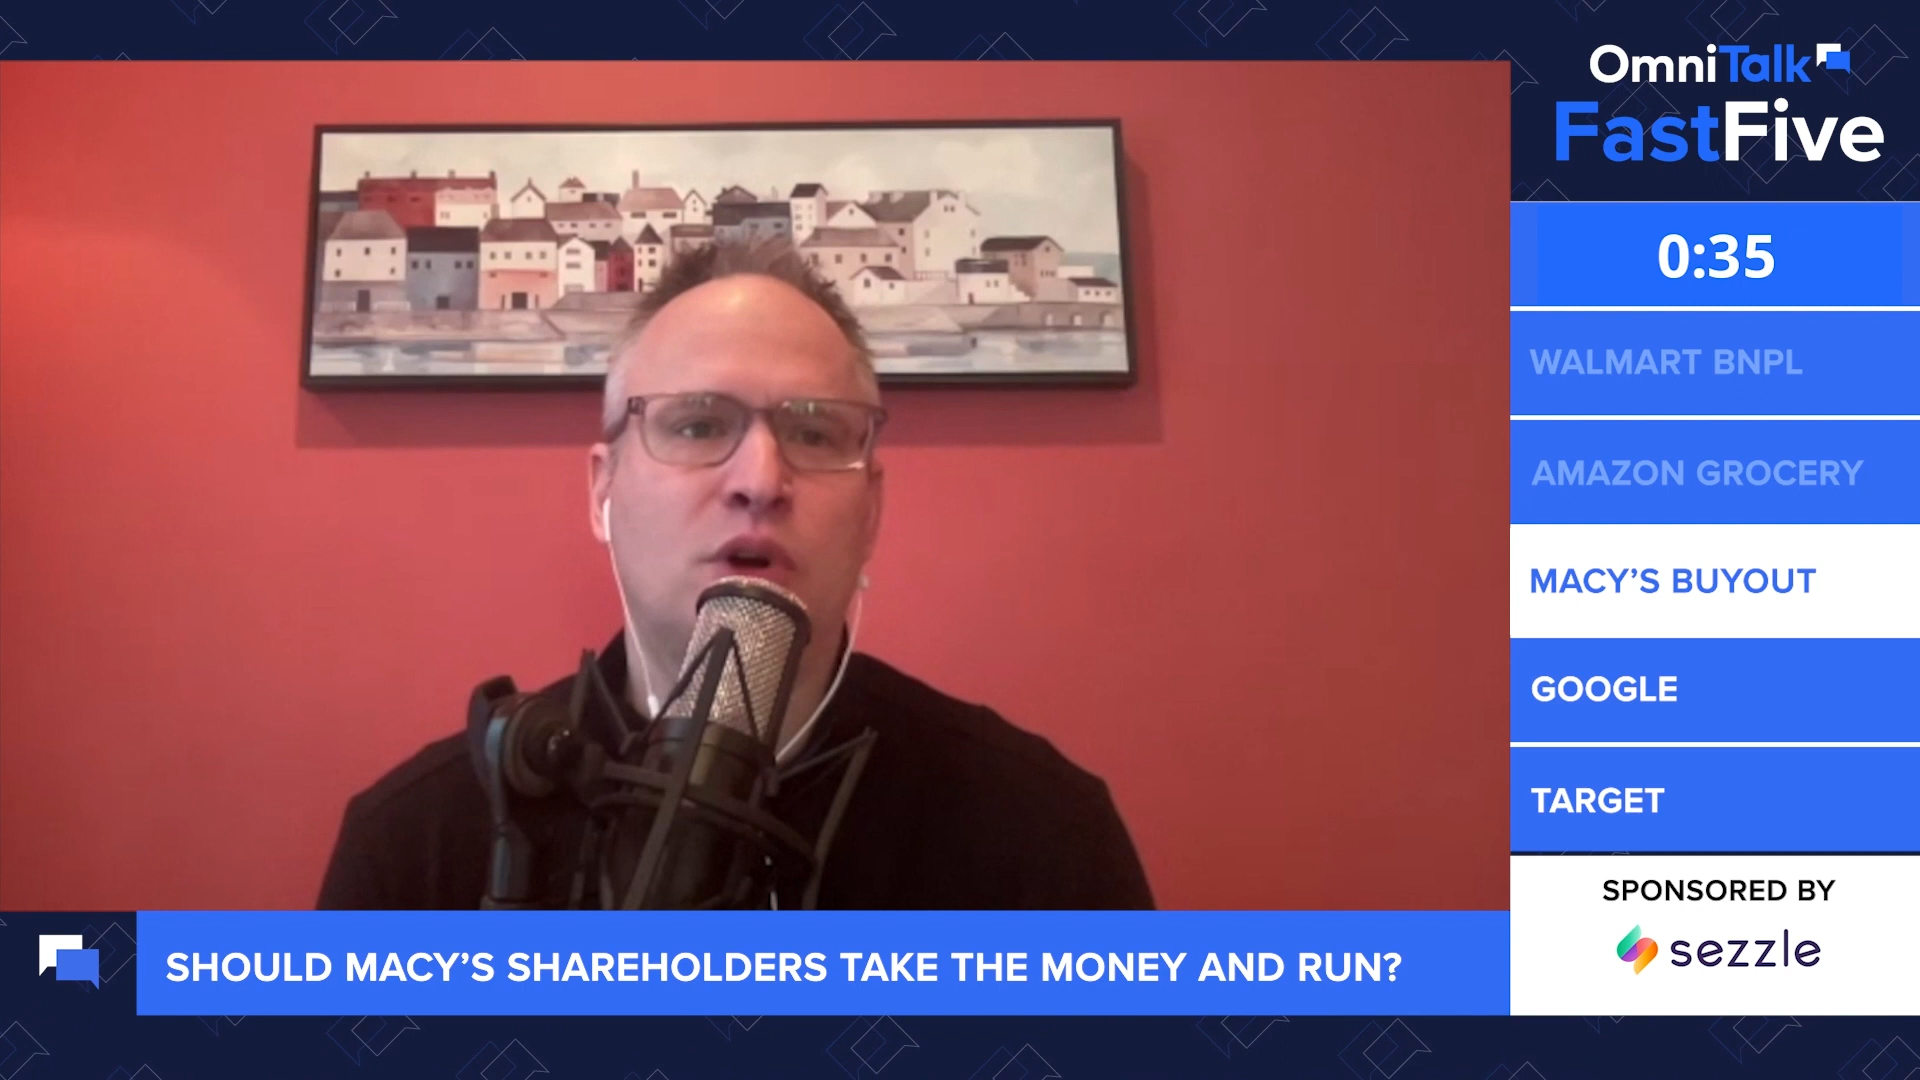 OmniTalk
FastFive
0:35
WALMART BNPL
AMAZON GROCERY
MACY’S BUYOUT
GOOGLE
TARGET
SPONSORED BY
sezzle
SHOULD MACY’S SHAREHOLDERS TAKE THE MONEY AND RUN?